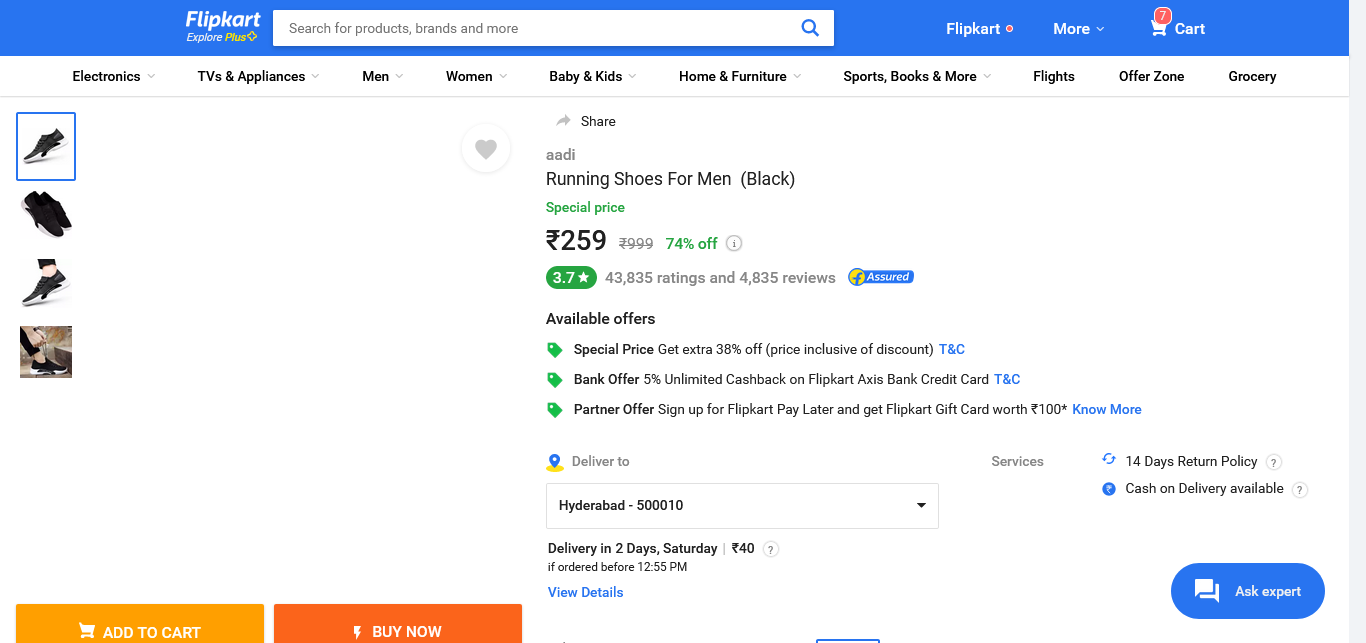 Flipkart
Explore Plus
Search for products, brands and more
Flipkart
More
7
Cart
Electronics
TVs & Appliances
Men
Women
Baby & Kids
Home & Furniture
Sports, Books & More
Flights
Offer Zone
Grocery
Share
aadi
Running Shoes For Men (Black)
Special price
₹259 ₹999 74% off i
3.7 ★ 43,835 ratings and 4,835 reviews f Assured
Available offers
Special Price Get extra 38% off (price inclusive of discount) T&C
Bank Offer 5% Unlimited Cashback on Flipkart Axis Bank Credit Card T&C
Partner Offer Sign up for Flipkart Pay Later and get Flipkart Gift Card worth ₹100* Know More
Deliver to
Hyderabad - 500010
Delivery in 2 Days, Saturday | ₹40 ?
if ordered before 12:55 PM
View Details
Services
14 Days Return Policy ?
₹ Cash on Delivery available ?
Ask expert
ADD TO CART
BUY NOW